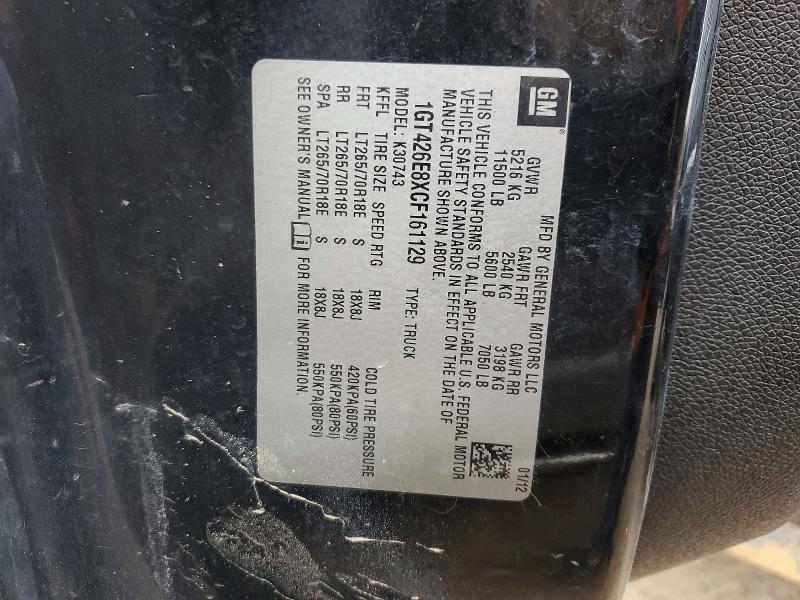 GM®
MFD BY GENERAL MOTORS LLC 01/12
GVWR GAWR FRT GAWR RR
5216 KG 2540 KG 3198 KG
11500 LB 5600 LB 7050 LB
THIS VEHICLE CONFORMS TO ALL APPLICABLE U.S. FEDERAL MOTOR
VEHICLE SAFETY STANDARDS IN EFFECT ON THE DATE OF
MANUFACTURE SHOWN ABOVE.
1GT426E8XCF161129 TYPE: TRUCK
MODEL: K30743
KFFL TIRE SIZE SPEED RTG RIM COLD TIRE PRESSURE
FRT LT265/70R18E S 18X8J 420KPA(60PSI)
RR LT265/70R18E S 18X8J 550KPA(80PSI)
SPA LT265/70R18E S 18X8J 550KPA(80PSI)
SEE OWNER'S MANUAL FOR MORE INFORMATION.